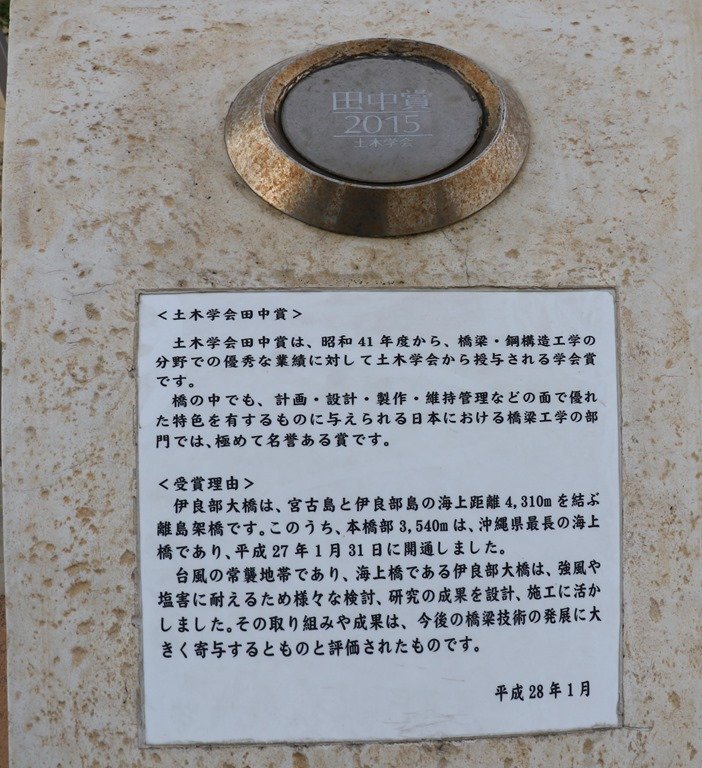 田中賞
2015
土木学会
<土木学会田中賞>
土木学会田中賞は、昭和41年度から、橋梁・鋼構造工学の
分野での優秀な業績に対して土木学会から授与される学会賞
です。
橋の中でも、計画・設計・製作・維持管理などの面で優れ
た特色を有するものに与えられる日本における橋梁工学の部
門では、極めて名誉ある賞です。
<受賞理由>
伊良部大橋は、宮古島と伊良部島の海上距離4,310mを結ぶ
離島架橋です。このうち、本橋部3,540mは、沖縄県最長の海上
橋であり、平成27年1月31日に開通しました。
台風の常襲地帯であり、海上橋である伊良部大橋は、強風や
塩害に耐えるため様々な検討、研究の成果を設計、施工に活か
しました。その取り組みや成果は、今後の橋梁技術の発展に大
きく寄与するとものと評価されたものです。
平成28年1月